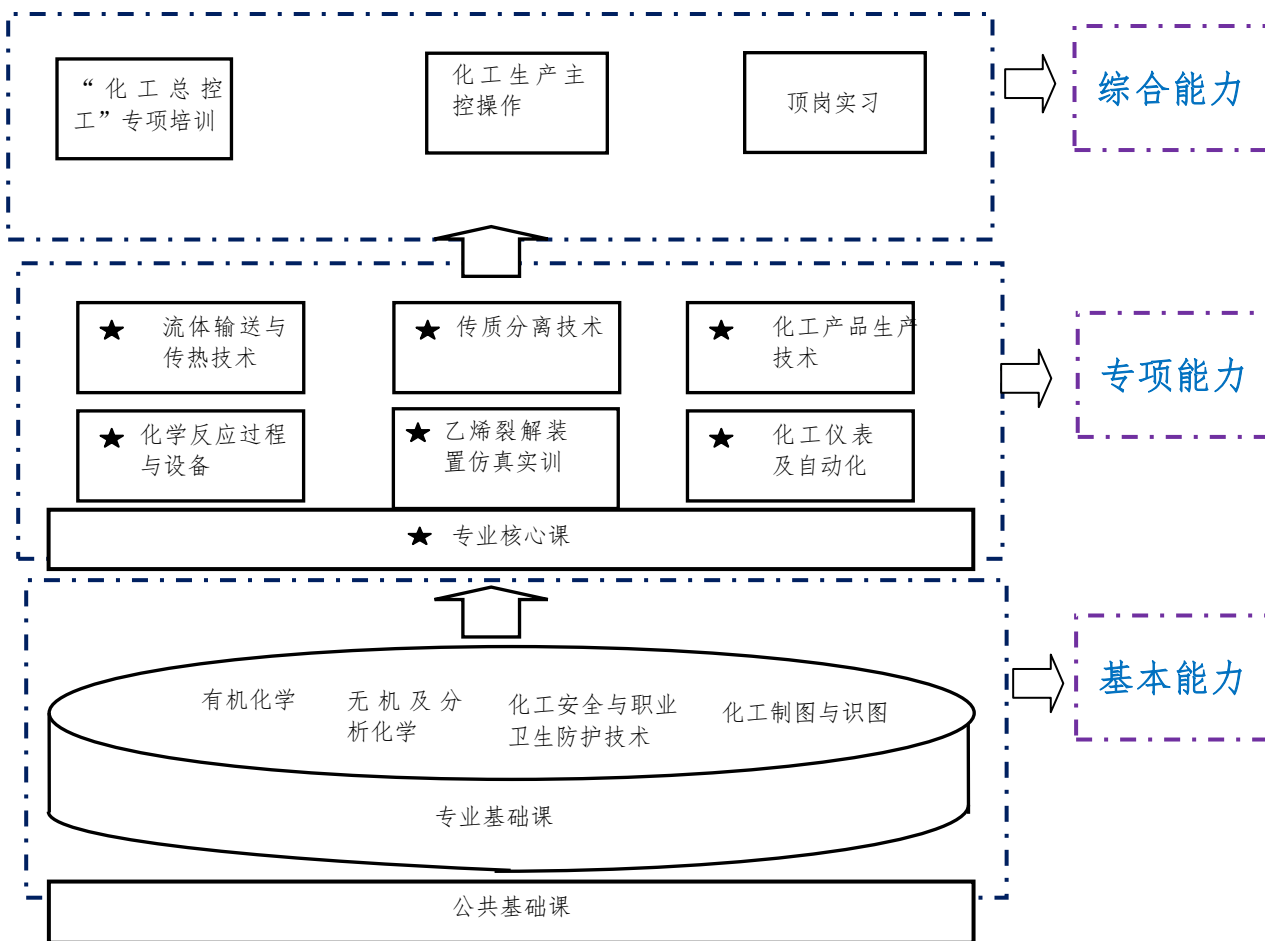 “化工总控
工”专项培训
化工生产主
控操作
顶岗实习
综合能力
★ 流体输送与
传热技术
★ 传质分离技术
★ 化工产品生产
技术
专项能力
★ 化学反应过程
与设备
★ 乙烯裂解装
置仿真实训
★ 化工仪表
及自动化
★ 专业核心课
有机化学
无机及分
析化学
化工安全与职业
卫生防护技术
化工制图与识图
基本能力
专业基础课
公共基础课